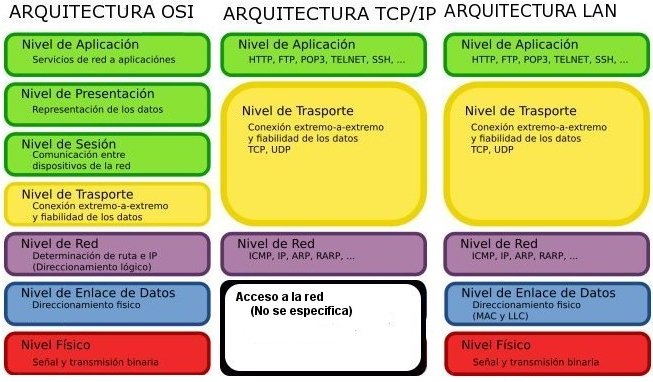 ARQUITECTURA OSI
Nivel de Aplicación
Servicios de red a aplicaciónes
Nivel de Presentación
Representación de los datos
Nivel de Sesión
Comunicación entre
dispositivos de la red
Nivel de Trasporte
Conexión extremo-a-extremo
y fiabilidad de los datos
Nivel de Red
Determinación de ruta e IP
(Direccionamiento lógico)
Nivel de Enlace de Datos
Direccionamiento fisico
Nivel Físico
Señal y transmisión binaria
ARQUITECTURA TCP/IP
Nivel de Aplicación
HTTP, FTP, POP3, TELNET, SSH, ...
Nivel de Trasporte
Conexión extremo-a-extremo
y fiabilidad de los datos
TCP, UDP
Nivel de Red
ICMP, IP, ARP, RARP, ...
Acceso a la red
(No se especifica)
ARQUITECTURA LAN
Nivel de Aplicación
HTTP, FTP, POP3, TELNET, SSH, ...
Nivel de Trasporte
Conexión extremo-a-extremo
y fiabilidad de los datos
TCP, UDP
Nivel de Red
ICMP, IP, ARP, RARP, ...
Nivel de Enlace de Datos
Direccionamiento fisico
(MAC y LLC)
Nivel Físico
Señal y transmisión binaria